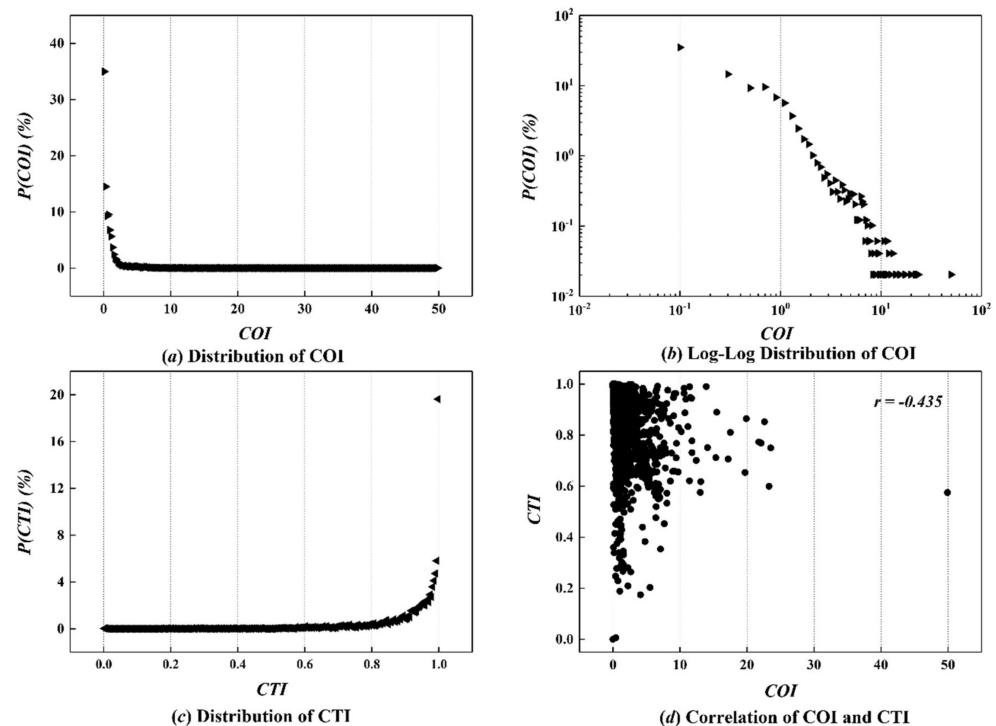 45
40
30
20
10
0
P(COI) (%)
0 10 20 30 40 50
COI
(a) Distribution of COI
10²
10¹
10⁰
10⁻¹
10⁻²
P(COI) (%)
10⁻² 10⁻¹ 10⁰ 10¹ 10²
COI
(b) Log-Log Distribution of COI
20
16
12
8
4
0
P(CTI) (%)
0.0 0.2 0.4 0.6 0.8 1.0
CTI
(c) Distribution of CTI
r = -0.435
1.0
0.8
0.6
0.4
0.2
0.0
CTI
0 10 20 30 40 50
COI
(d) Correlation of COI and CTI